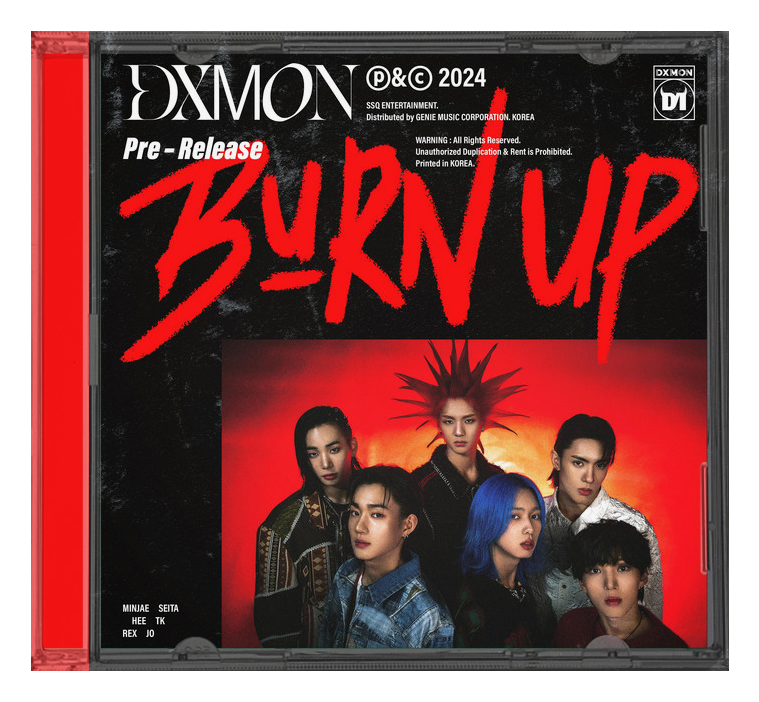 DXMON
Ⓟ&Ⓒ 2024
SSQ ENTERTAINMENT.
Distributed by GENIE MUSIC CORPORATION. KOREA
DXMON
D1
Pre – Release
WARNING : All Rights Reserved.
Unauthorized Duplication & Rent is Prohibited.
Printed in KOREA.
BuRN UP
MINJAE SEITA
HEE TK
REX JO